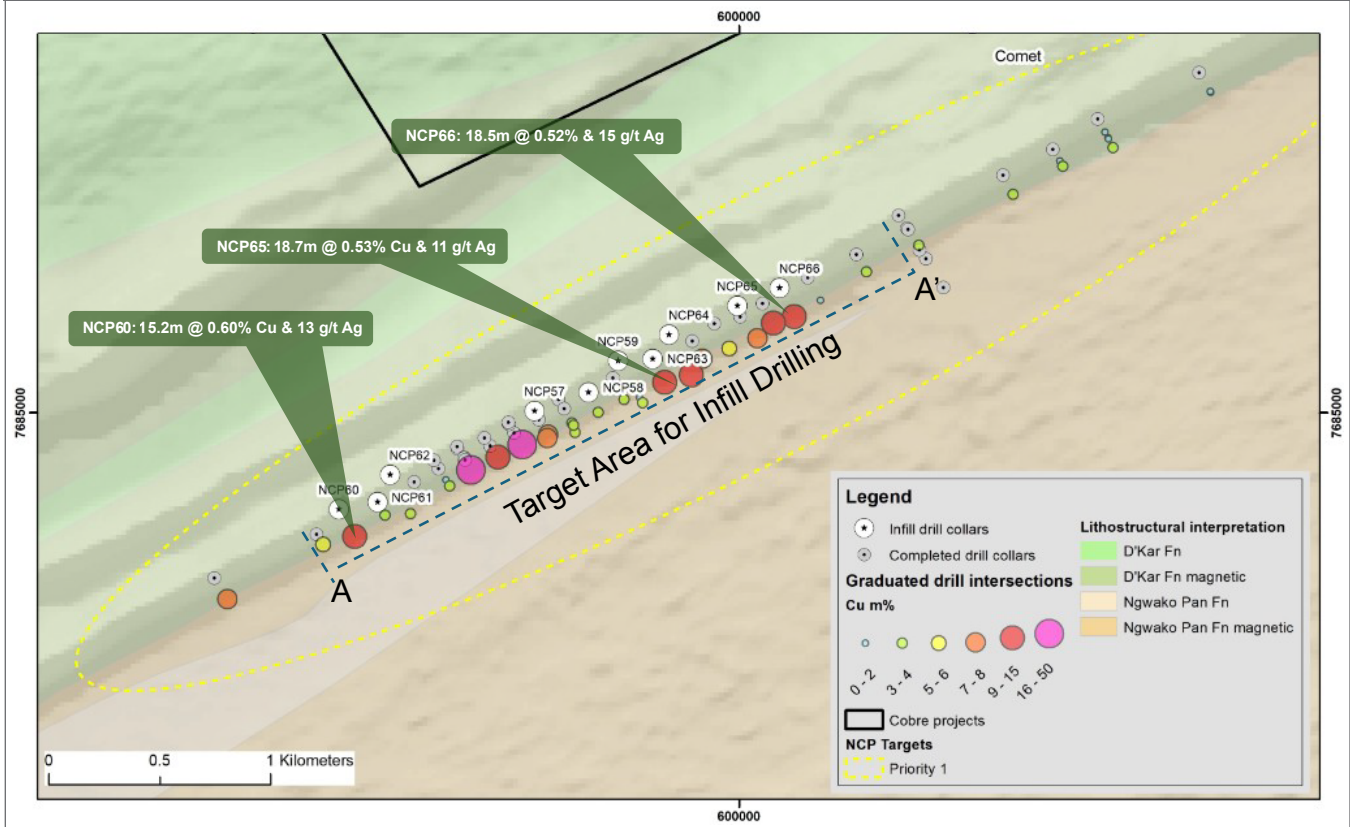 600000
Comet
NCP66: 18.5m @ 0.52% & 15 g/t Ag
NCP65: 18.7m @ 0.53% Cu & 11 g/t Ag
NCP60: 15.2m @ 0.60% Cu & 13 g/t Ag
NCP66
NCP65
NCP64
NCP59
NCP63
NCP58
NCP57
NCP62
NCP60
NCP61
A'
A
Target Area for Infill Drilling
7685000
7685000
Legend
Infill drill collars
Completed drill collars
Graduated drill intersections
Cu m%
0 - 2
3 - 4
5 - 6
7 - 8
9 - 15
16 - 50
Cobre projects
NCP Targets
Priority 1
Lithostructural interpretation
D'Kar Fn
D'Kar Fn magnetic
Ngwako Pan Fn
Ngwako Pan Fn magnetic
0 0.5 1 Kilometers
600000